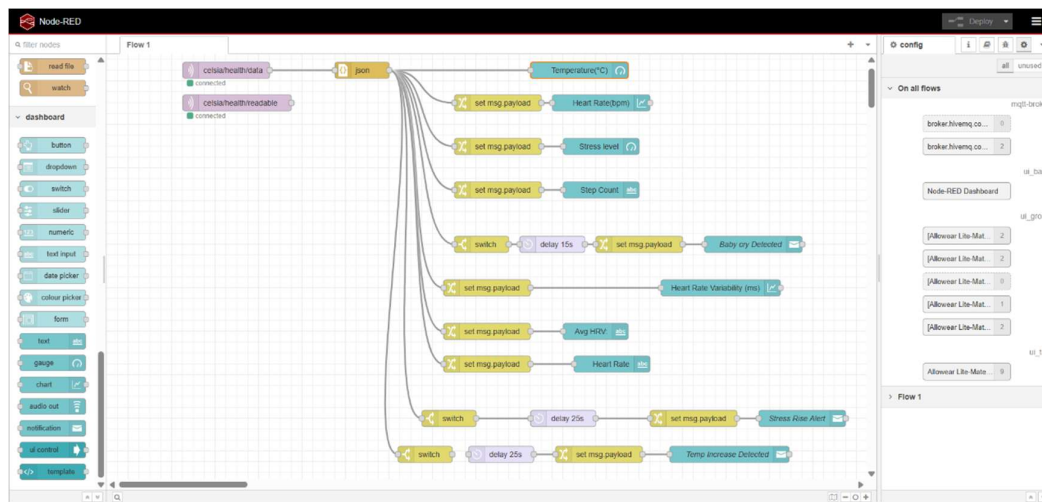 Node-RED
Deploy
filter nodes
Flow 1
config
all
unused
read file
watch
dashboard
button
dropdown
switch
slider
numeric
text input
date picker
colour picker
form
text
abc
gauge
chart
audio out
notification
ui control
template
celsia/health/data
connected
json
Temperature(°C)
celsia/health/readable
connected
set msg.payload
Heart Rate(bpm)
set msg.payload
Stress level
set msg.payload
Step Count
abc
switch
delay 15s
set msg.payload
Baby cry Detected
set msg.payload
Heart Rate Variability (ms)
set msg.payload
Avg HRV:
abc
set msg.payload
Heart Rate
abc
switch
delay 25s
set msg.payload
Stress Rise Alert
switch
delay 25s
set msg.payload
Temp Increase Detected
On all flows
broker.hivemq.co...
0
broker.hivemq.co...
2
ui_ba
Node-RED Dashboard
ui_gro
[Allowear Lite-Mat...
2
[Allowear Lite-Mat...
2
[Allowear Lite-Mat...
0
[Allowear Lite-Mat...
1
[Allowear Lite-Mat...
2
ui_t
Allowear Lite-Mate...
9
Flow 1